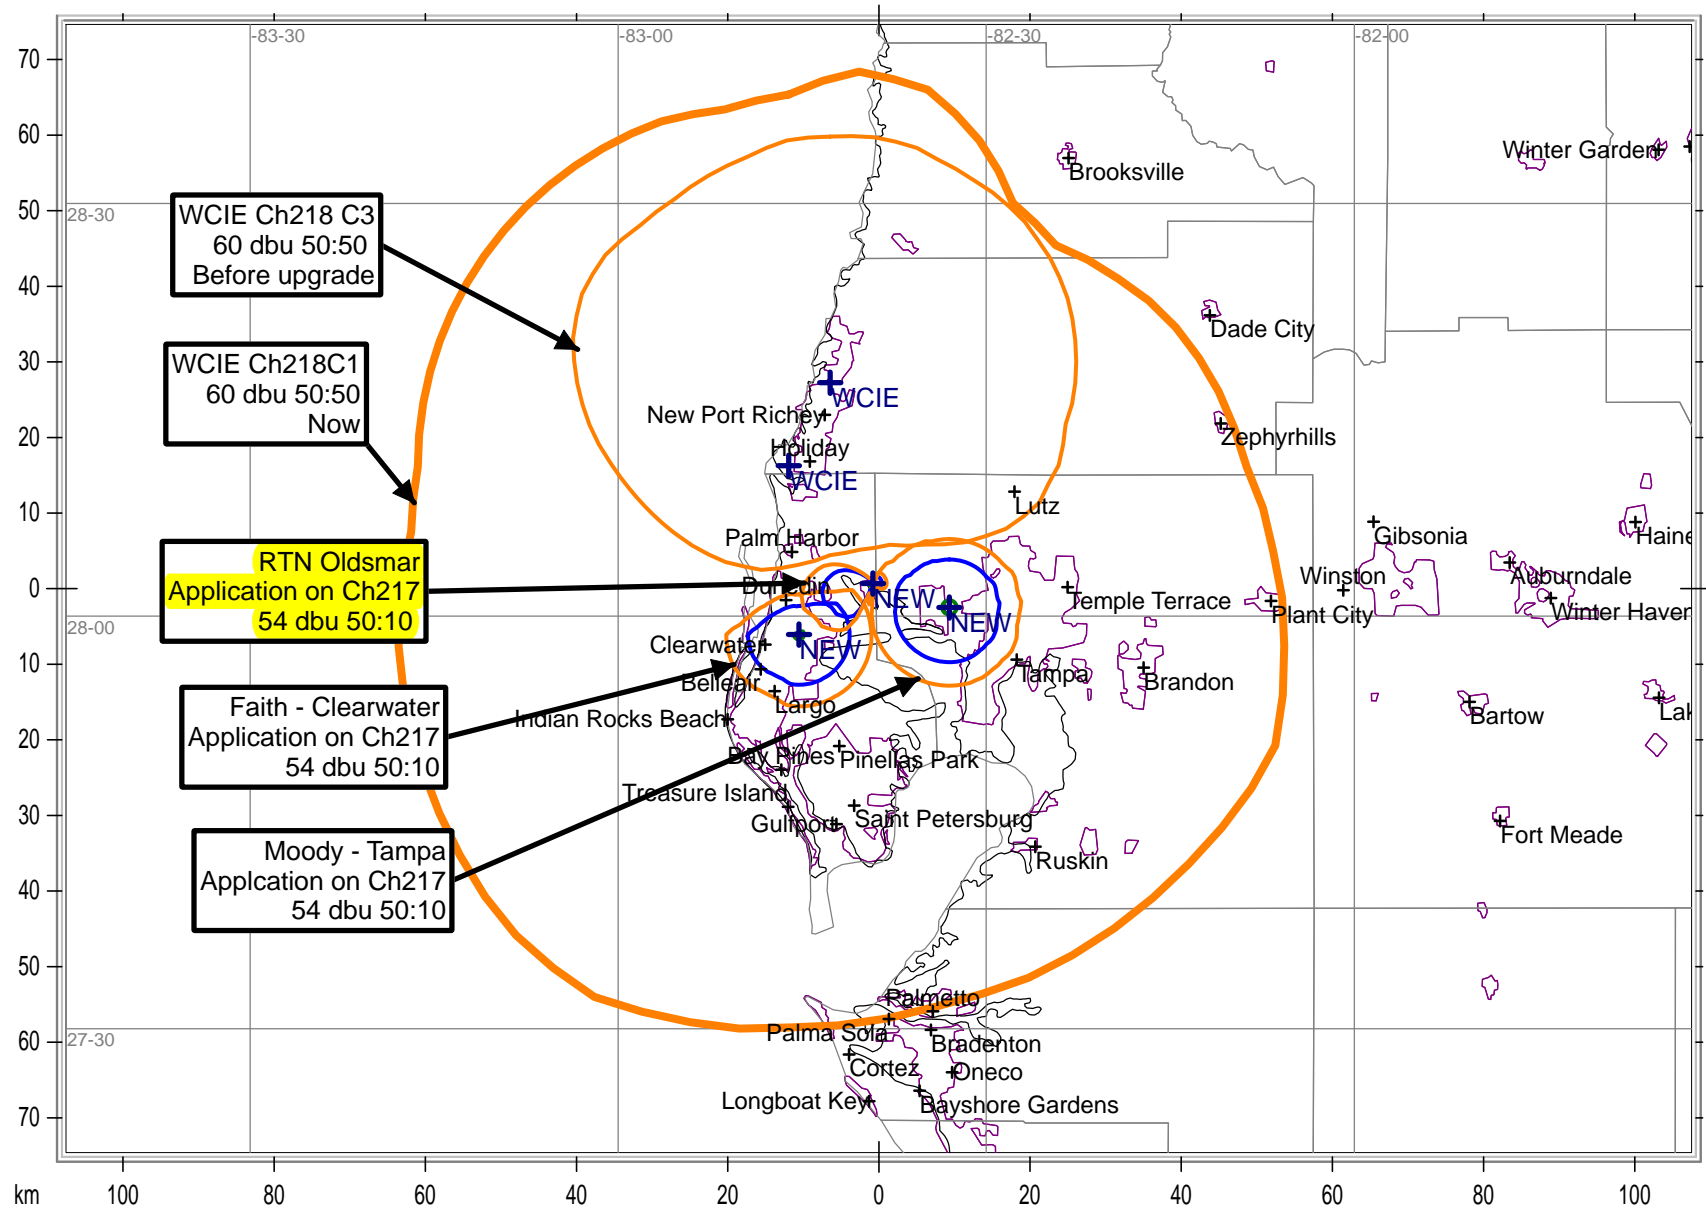 -83-30
-83-00
-82-30
-82-00
70
60
Winter Garden
Brooksville
50
28-30
WCIE Ch218 C3
60 dbu 50:50
Before upgrade
40
Dade City
30
WCIE Ch218C1
60 dbu 50:50
Now
WCIE
New Port Richey
20
Zephyrhills
Holiday
WCIE
10
Lutz
Gibsonia
Haine
Palm Harbor
RTN Oldsmar
Application on Ch217
54 dbu 50:10
0
Dunedin
NEW
Temple Terrace
Winston
Plant City
Auburndale
Winter Haven
28-00
NEW
Clearwater
NEW
10
Belleair
Largo
Tampa
Brandon
Faith - Clearwater
Application on Ch217
54 dbu 50:10
Indian Rocks Beach
Bartow
Lak
20
Bay Pines
Pinellas Park
Treasure Island
30
Gulfport
Saint Petersburg
Fort Meade
Moody - Tampa
Applcation on Ch217
54 dbu 50:10
Ruskin
40
50
Palmetto
Palma Sola
Bradenton
60
27-30
Cortez
Oneco
Longboat Key
Bayshore Gardens
70
km
100
80
60
40
20
0
20
40
60
80
100